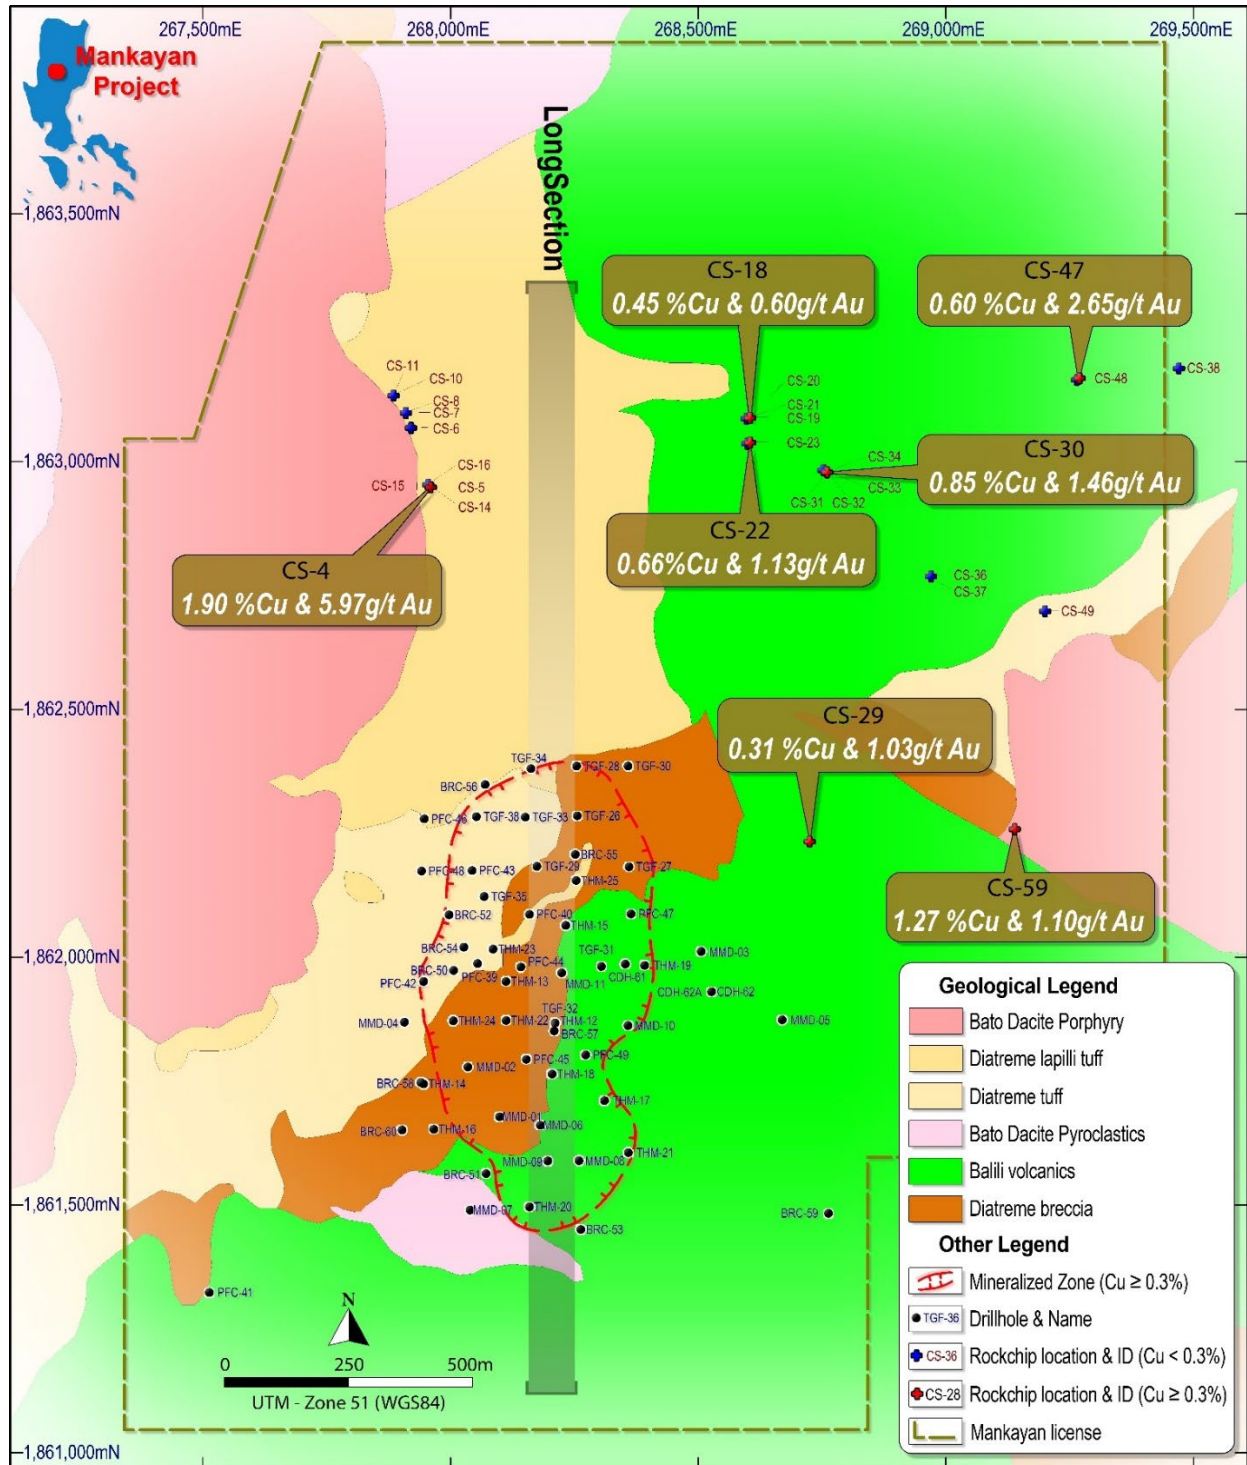 267,500mE
268,000mE
268,500mE
269,000mE
269,500mE
Mankayan
Project
LongSection
1,863,500mN
CS-18
0.45 %Cu & 0.60g/t Au
CS-47
0.60 %Cu & 2.65g/t Au
CS-11
CS-10
CS-8
CS-7
CS-6
CS-20
CS-21
CS-19
CS-23
CS-48
CS-38
1,863,000mN
CS-16
CS-15
CS-5
CS-14
CS-34
CS-33
CS-31
CS-32
CS-30
0.85 %Cu & 1.46g/t Au
CS-22
0.66%Cu & 1.13g/t Au
CS-4
1.90 %Cu & 5.97g/t Au
CS-36
CS-37
CS-49
1,862,500mN
CS-29
0.31 %Cu & 1.03g/t Au
TGF-34
TGF-28
TGF-30
BRC-56
PFC-46
TGF-38
TGF-33
TGF-26
BRC-55
PFC-48
PFC-43
TGF-29
TGF-27
THM-25
TGF-35
CS-59
1.27 %Cu & 1.10g/t Au
BRC-52
PFC-40
PFC-47
THM-15
1,862,000mN
BRC-54
THM-23
TGF-31
MMD-03
BRC-50
PFC-39
PFC-44
THM-19
PFC-42
THM-13
MMD-11
CDH-61
CDH-62A
CDH-62
MMD-04
THM-24
THM-22
TGF-32
THM-12
BRC-57
MMD-10
MMD-05
MMD-02
PFC-45
PFC-49
BRC-58
THM-14
THM-18
THM-17
MMD-01
BRC-60
THM-16
MMD-06
THM-21
BRC-51
MMD-09
MMD-08
1,861,500mN
MMD-07
THM-20
BRC-53
BRC-59
PFC-41
N
0
250
500m
UTM - Zone 51 (WGS84)
1,861,000mN
Geological Legend
Bato Dacite Porphyry
Diatreme lapilli tuff
Diatreme tuff
Bato Dacite Pyroclastics
Balili volcanics
Diatreme breccia
Other Legend
Mineralized Zone (Cu ≥ 0.3%)
TGF-36 Drillhole & Name
CS-36 Rockchip location & ID (Cu < 0.3%)
CS-28 Rockchip location & ID (Cu ≥ 0.3%)
Mankayan license